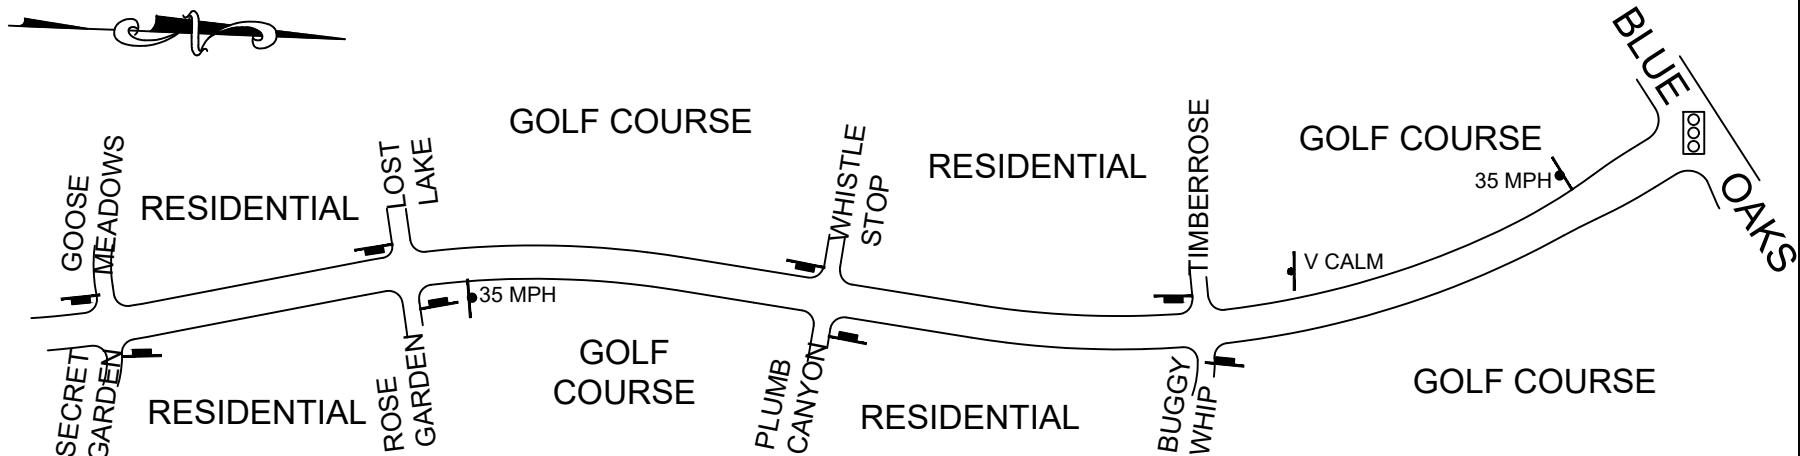 BLUE
OAKS
GOLF COURSE
GOLF COURSE
RESIDENTIAL
RESIDENTIAL
GOOSE
MEADOWS
LOST
LAKE
WHISTLE
STOP
TIMBERROSE
35 MPH
V CALM
35 MPH
GOLF
COURSE
GOLF COURSE
RESIDENTIAL
RESIDENTIAL
SECRET
GARDEN
ROSE
GARDEN
PLUMB
CANYON
BUGGY
WHIP